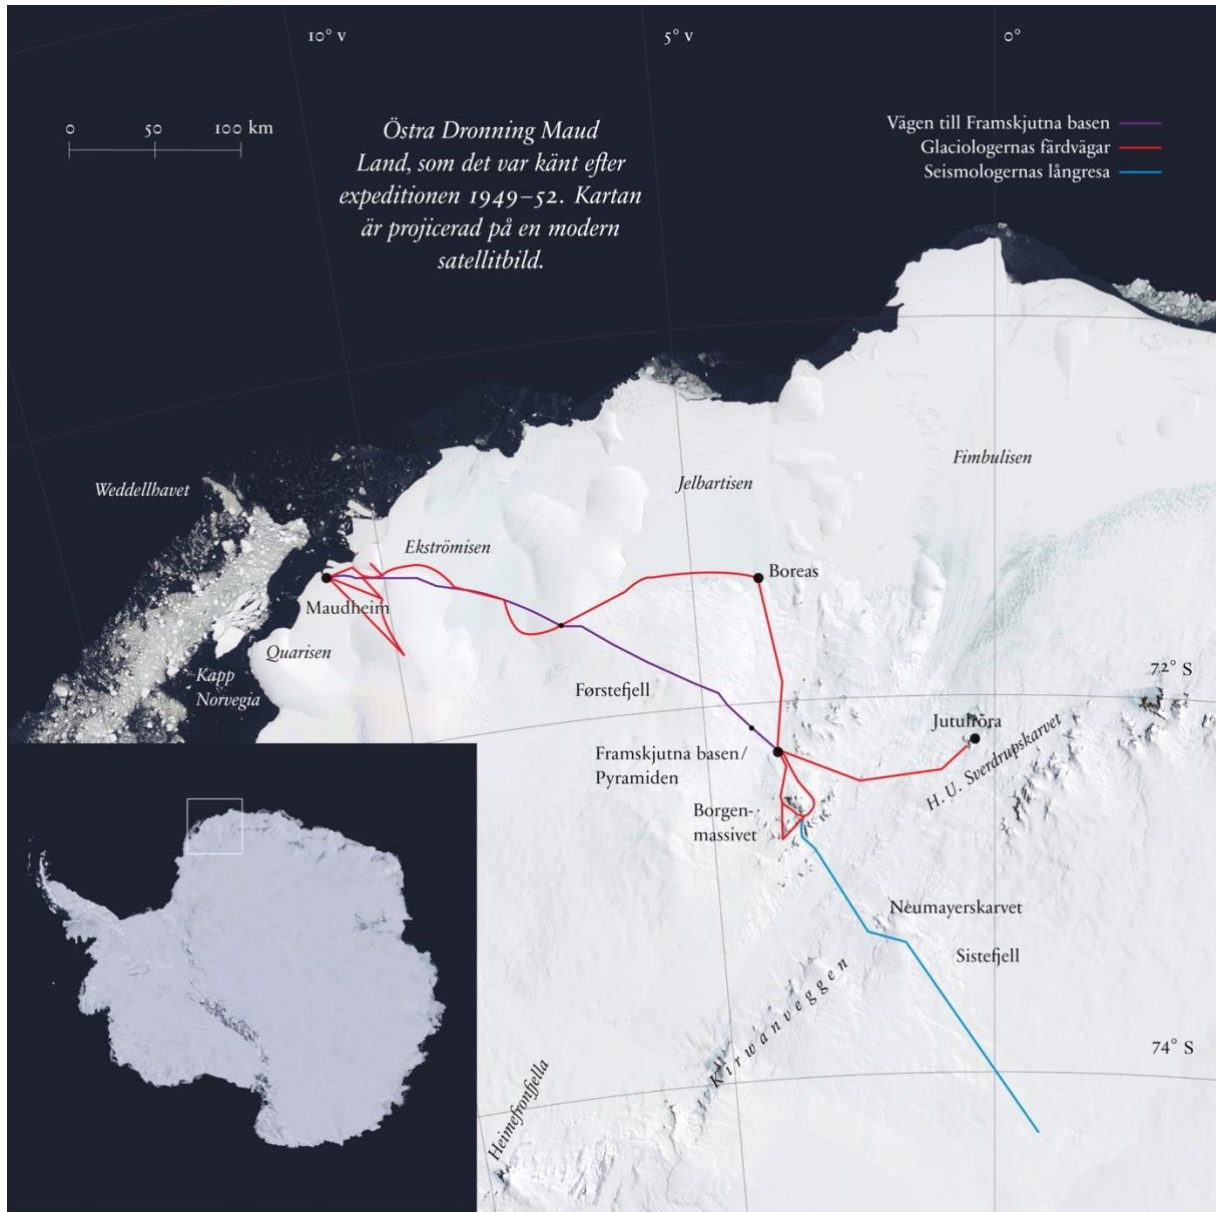 10° v
5° v
0°
0 50 100 km
Östra Dronning Maud
Land, som det var känt efter
expeditionen 1949–52. Kartan
är projicerad på en modern
satellitbild.
Vägen till Framskjutna basen
Glaciologernas färdvägar
Seismologernas långresa
Weddellhavet
Ekströmisen
Jelbartisen
Fimbulisen
Boreas
Maudheim
Quarisen
Kapp
Norvegia
Førstefjell
72° S
Jutulröra
H. U. Sverdrupskarvet
Framskjutna basen/
Pyramiden
Borgen-
massivet
Neumayerskarvet
Sistefjell
Kirwanveggen
74° S
Heimefrontfjella